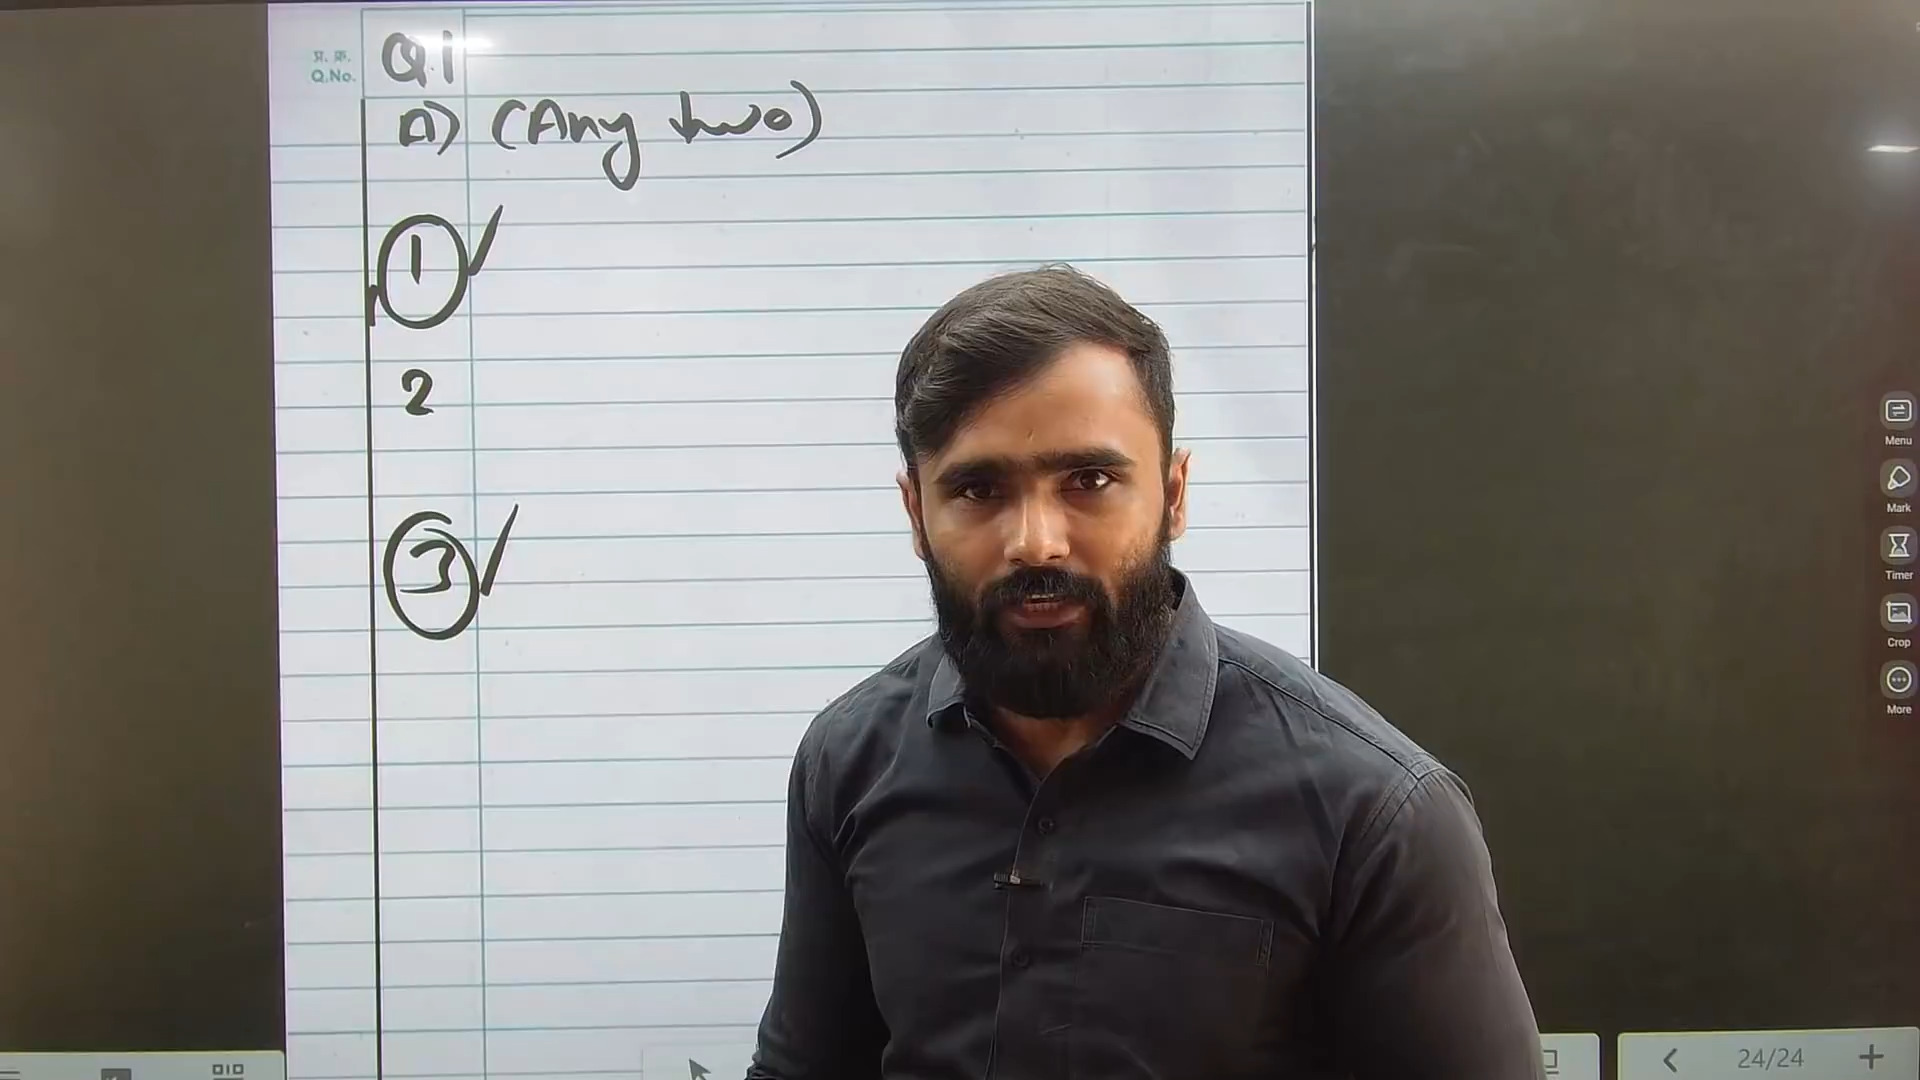 प्र. क्र.
Q.No.
Q.1
A) (Any two)
1
2
3
Menu
Mark
Timer
Crop
More
24/24